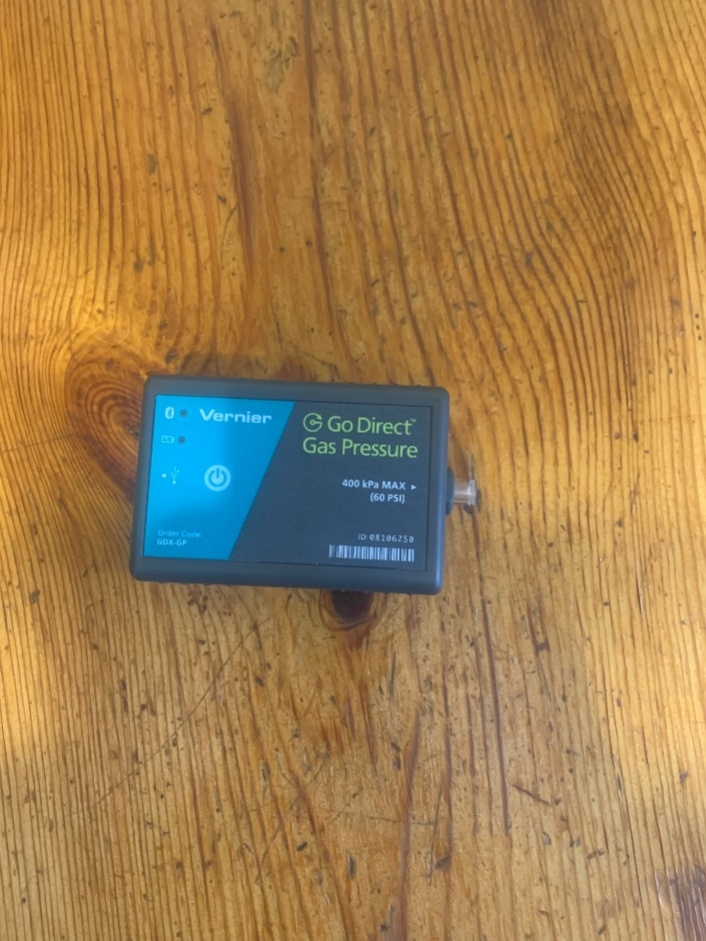 Vernier
Go Direct™
Gas Pressure
400 kPa MAX ▸
(60 PSI)
Order Code:
GDX-GP
ID:08106250